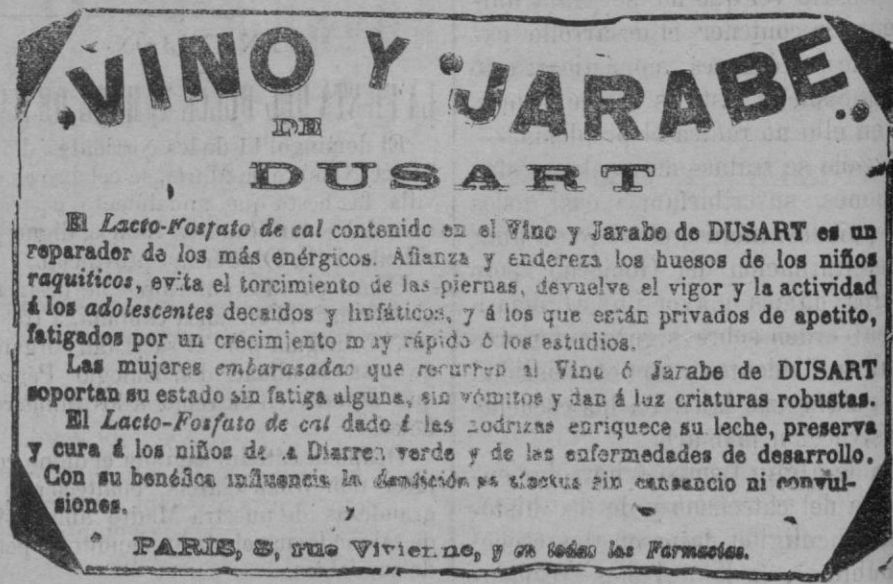 VINO Y JARABE
DE
DUSART
El Lacto-Fosfato de cal contenido en el Vino y Jarabe de DUSART es un
reparador de los más enérgicos. Afianza y endereza los huesos de los niños
raquiticos, evita el torcimiento de las piernas, devuelve el vigor y la actividad
á los adolescentes decaidos y linfáticos, y á los que están privados de apetito,
fatigados por un crecimiento muy rápido ó los estudios.
Las mujeres embarazadas que recurren al Vino ó Jarabe de DUSART
soportan su estado sin fatiga alguna, sin vómitos y dan á luz criaturas robustas.
El Lacto-Fosfato de cal dado á las nodrizas enriquece su leche, preserva
y cura á los niños de la Diarrea verde y de las enfermedades de desarrollo.
Con su benéfica influencia la dentición se efectua sin cansancio ni convul-
siones.
PARIS, 8, rue Vivienne, y en todas las Farmacias.